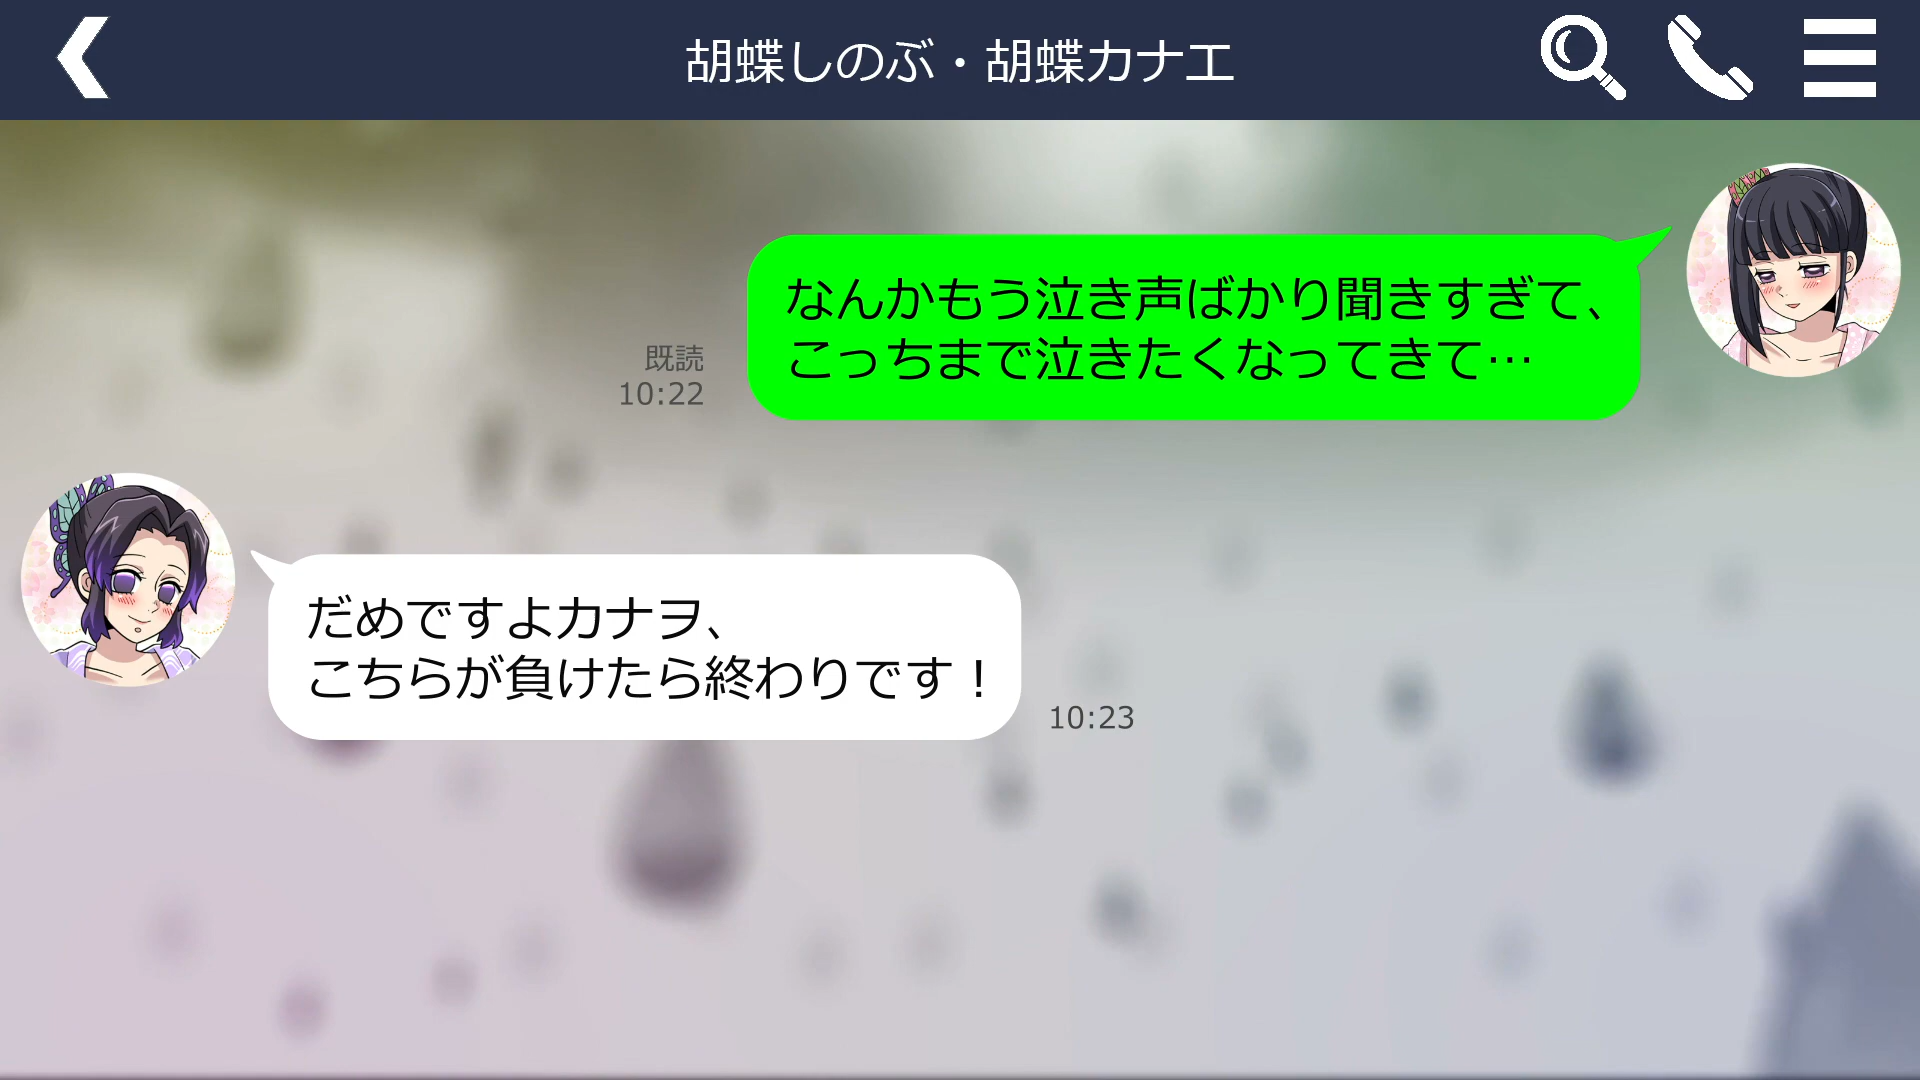 胡蝶しのぶ・胡蝶カナエ
なんかもう泣き声ばかり聞きすぎて、
こっちまで泣きたくなってきて…
既読
10:22
だめですよカナヲ、
こちらが負けたら終わりです！
10:23